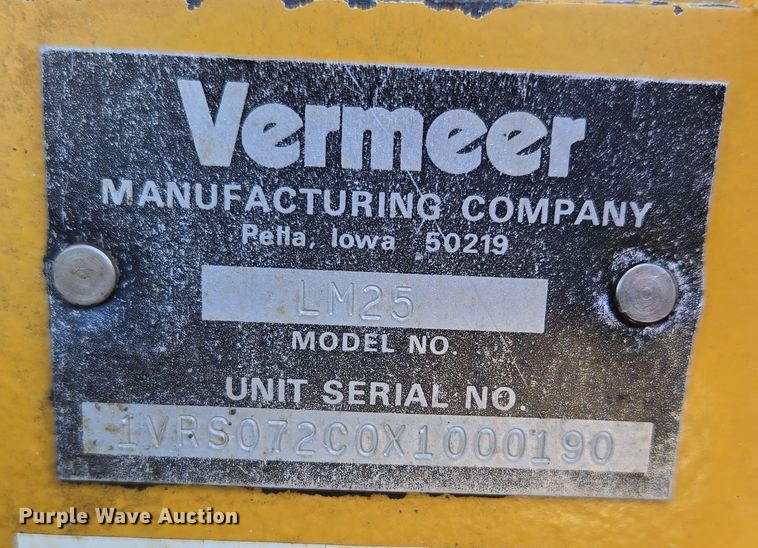 Vermeer
MANUFACTURING COMPANY
Pella, Iowa 50219
LM25
MODEL NO.
UNIT SERIAL NO.
1VRS072C0X1000190
Purple Wave Auction